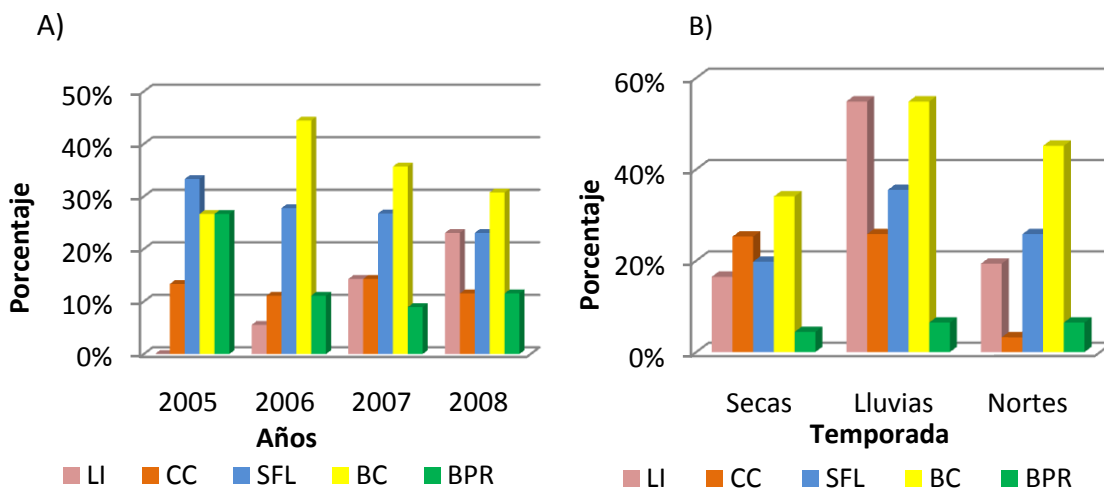 A)
50%
40%
30%
20%
10%
0%
Porcentaje
2005 2006 2007 2008
Años
LI CC SFL BC BPR
B)
60%
40%
20%
0%
Porcentaje
Secas Lluvias Nortes
Temporada
LI CC SFL BC BPR